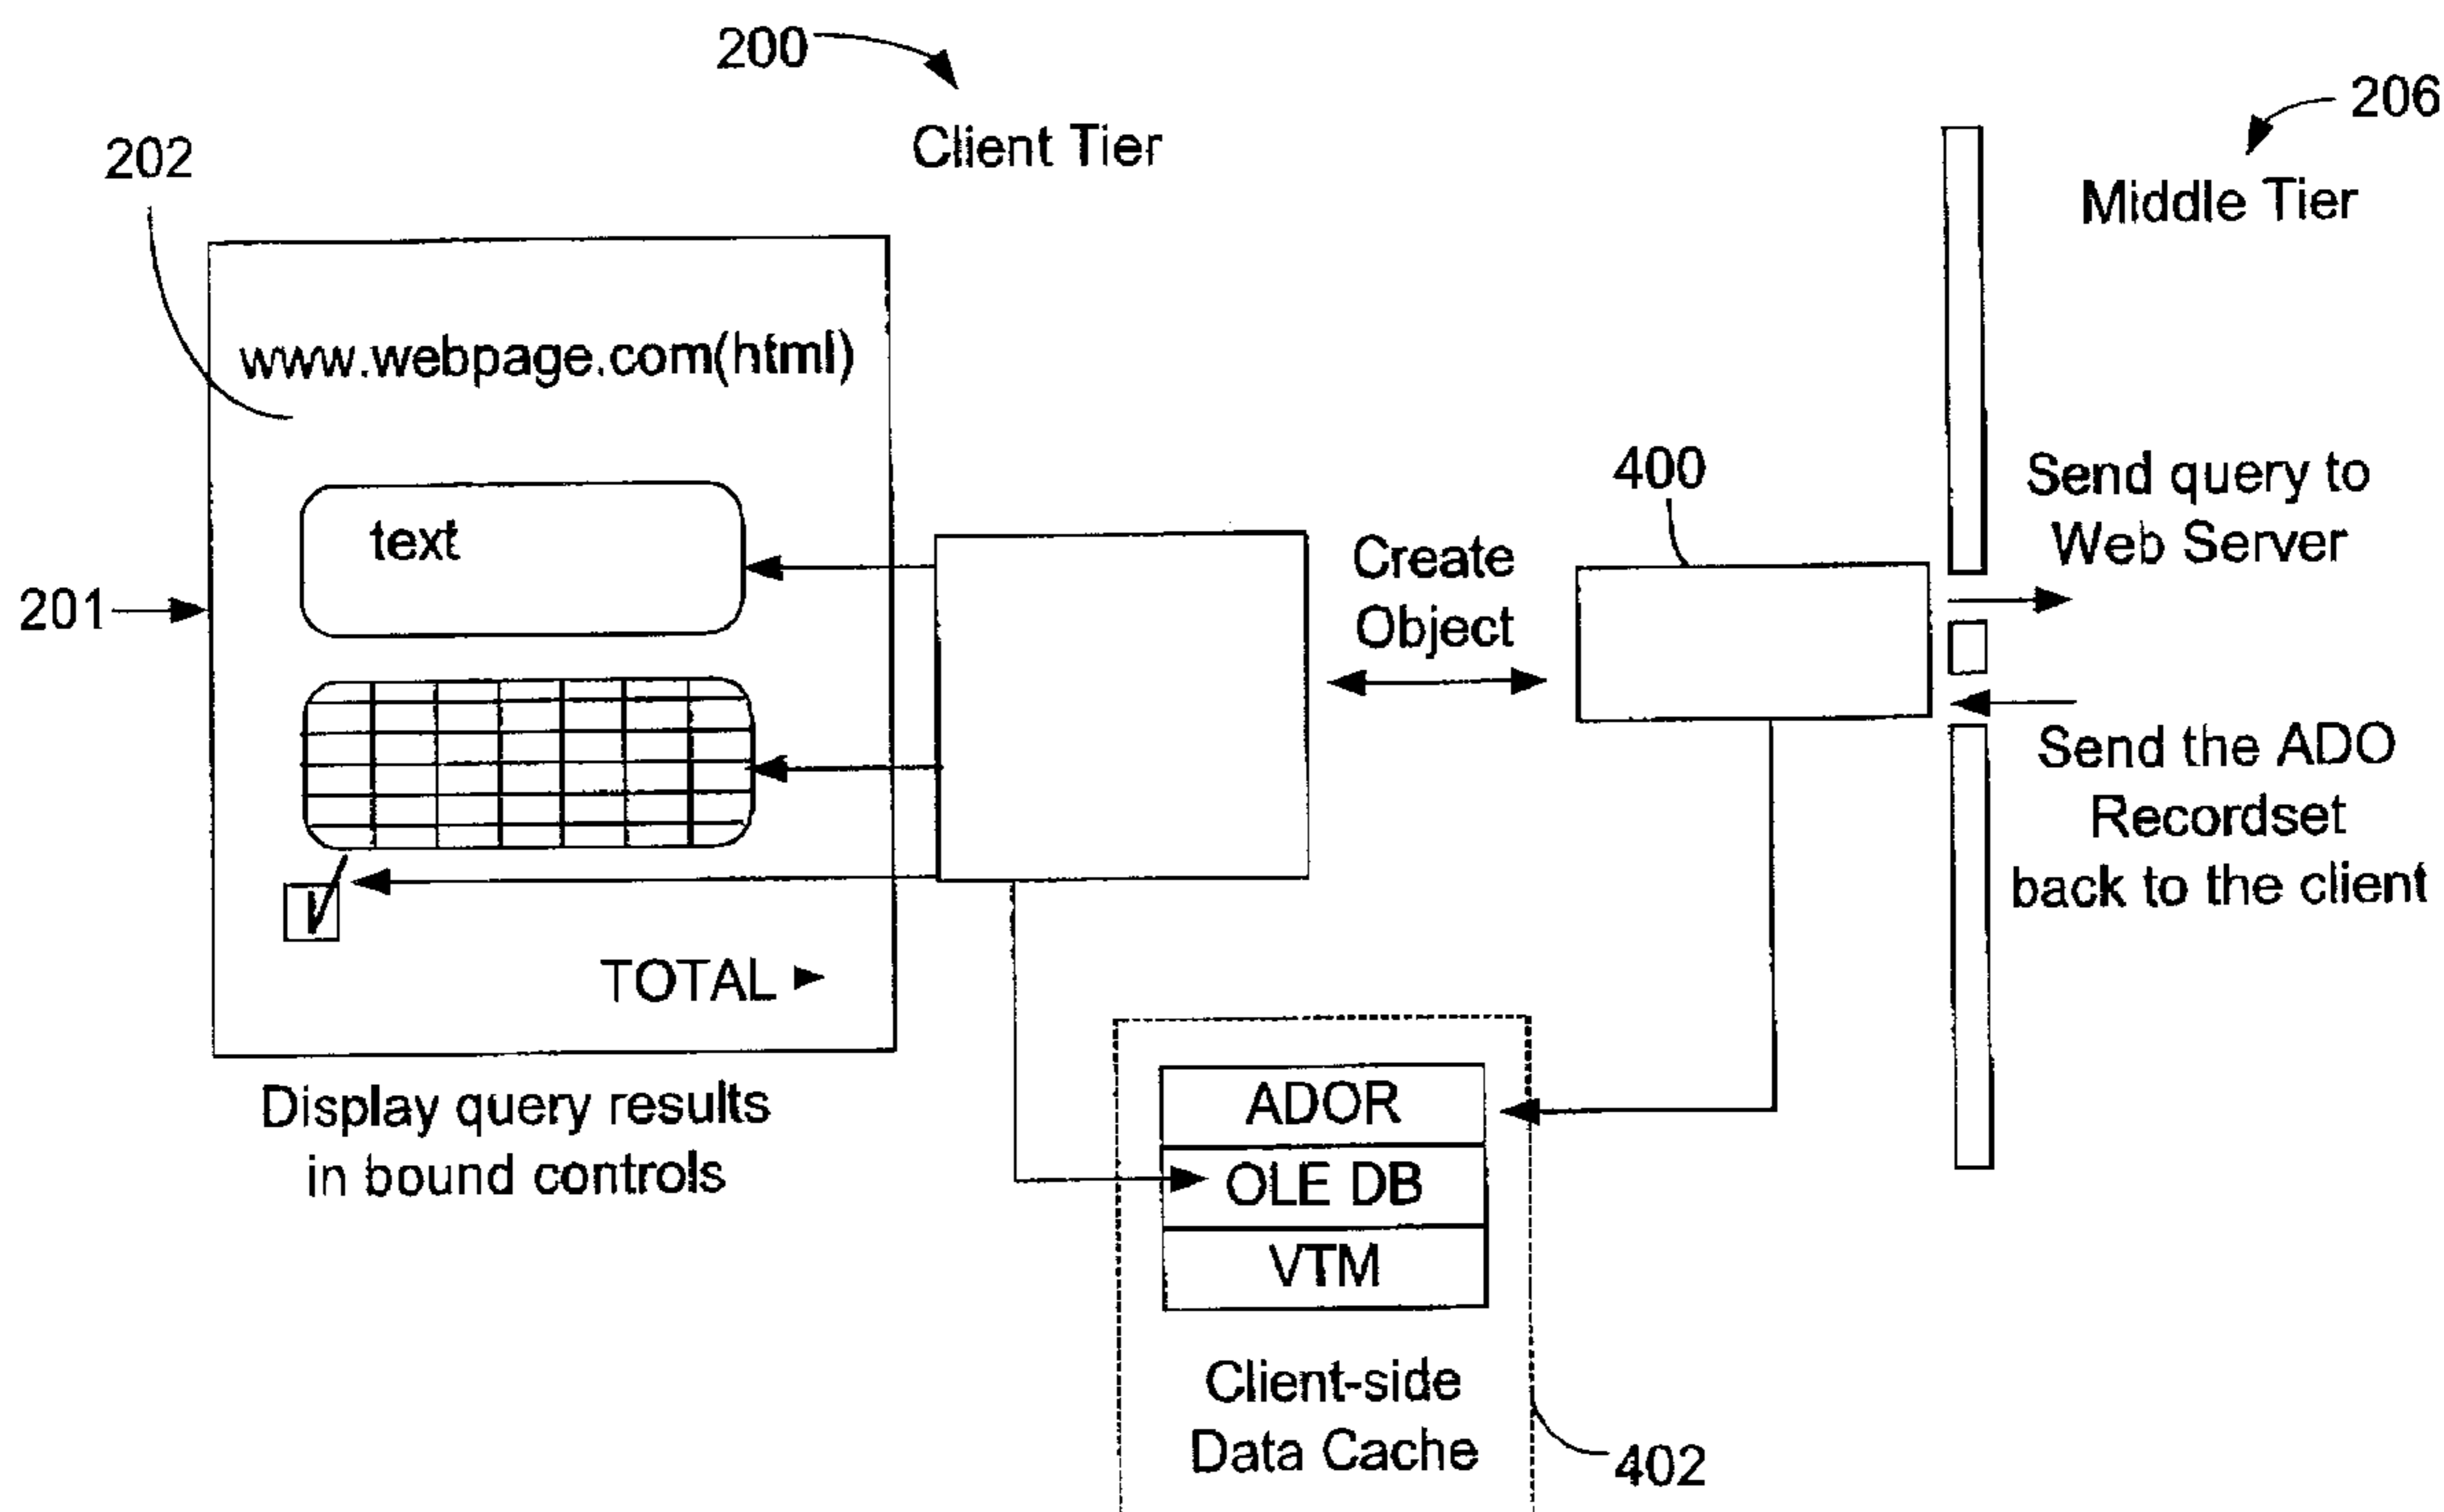 200
Client Tier
206
Middle Tier
202
www.webpage.com(html)
text
201
TOTAL
Display query results
in bound controls
Create
Object
400
Send query to
Web Server
Send the ADO
Recordset
back to the client
ADOR
OLE DB
VTM
Client-side
Data Cache
402